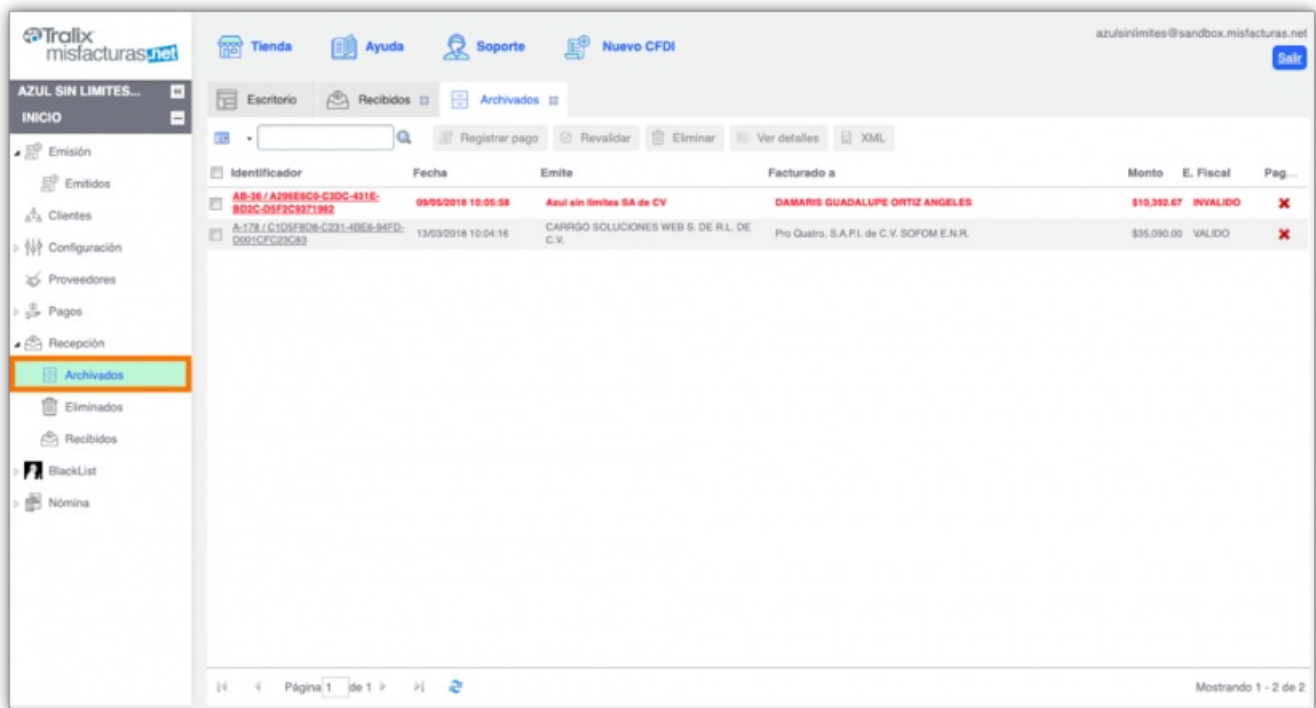 Tralix
misfacturas.net
Tienda
Ayuda
Soporte
Nuevo CFDI
azulsinlimites@sandbox.misfacturas.net
Salir
AZUL SIN LIMITES...
INICIO
Emisión
Emitidos
Clientes
Configuración
Proveedores
Pagos
Recepción
Archivados
Eliminados
Recibidos
BlackList
Nómina
Escritorio
Recibidos
Archivados
Registrar pago
Revalidar
Eliminar
Ver detalles
XML
Identificador Fecha Emite Facturado a Monto E. Fiscal Pag...
AB-36 / A296E6C0-C3DC-431E-
BD2C-D5F2C9371982
09/05/2018 10:05:58
Azul sin limites SA de CV
DAMARIS GUADALUPE ORTIZ ANGELES
$10,392.67 INVALIDO
A-178 / C1D5F8D8-C231-4BE6-94FD-
D001CFC23C83
13/03/2018 10:04:16
CARRGO SOLUCIONES WEB S. DE R.L. DE
C.V.
Pro Quatro, S.A.P.I. de C.V. SOFOM E.N.R.
$35,090.00 VALIDO
Página 1 de 1
Mostrando 1 - 2 de 2